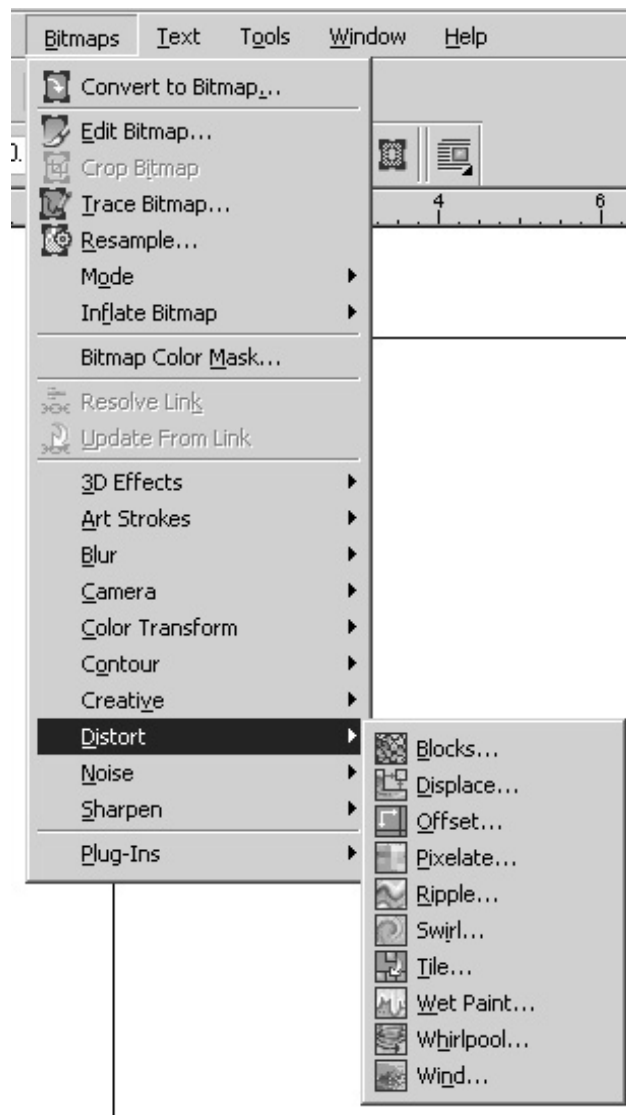 Bitmaps Text Tools Window Help
Convert to Bitmap...
Edit Bitmap...
0.
Crop Bitmap
Trace Bitmap...
4 6
Resample...
Mode
Inflate Bitmap
Bitmap Color Mask...
Resolve Link
Update From Link
3D Effects
Art Strokes
Blur
Camera
Color Transform
Contour
Creative
Distort
Noise
Sharpen
Plug-Ins
Blocks...
Displace...
Offset...
Pixelate...
Ripple...
Swirl...
Tile...
Wet Paint...
Whirlpool...
Wind...